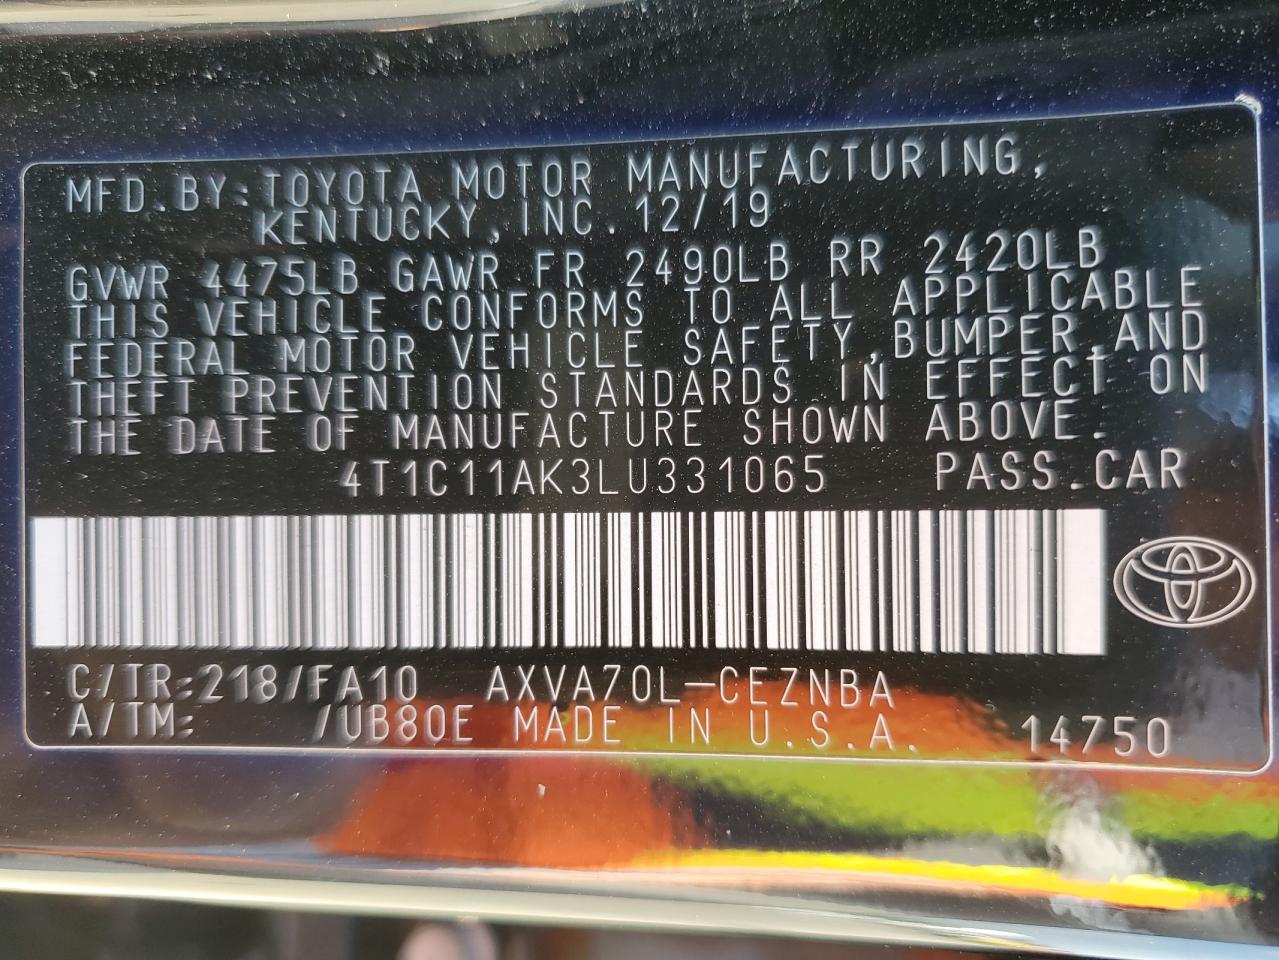 MFD.BY:TOYOTA MOTOR MANUFACTURING,
KENTUCKY,INC. 12/19
GVWR 4475LB GAWR FR 2490LB RR 2420LB
THIS VEHICLE CONFORMS TO ALL APPLICABLE
FEDERAL MOTOR VEHICLE SAFETY,BUMPER,AND
THEFT PREVENTION STANDARDS IN EFFECT ON
THE DATE OF MANUFACTURE SHOWN ABOVE.
4T1C11AK3LU331065 PASS.CAR
C/TR:218/FA10 AXVA70L-CEZNBA
A/TM: /UB80E MADE IN U.S.A. 14750